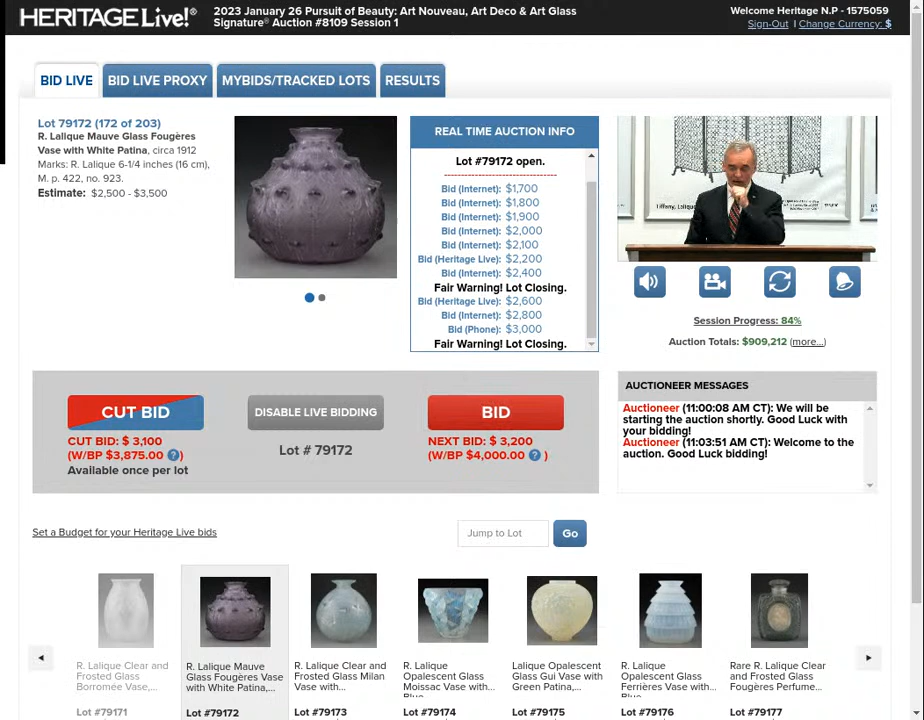 HERITAGE Live!®
2023 January 26 Pursuit of Beauty: Art Nouveau, Art Deco & Art Glass
Signature® Auction #8109 Session 1
Welcome Heritage N.P - 1575059
Sign-Out | Change Currency: $
BID LIVE
BID LIVE PROXY
MYBIDS/TRACKED LOTS
RESULTS
Lot 79172 (172 of 203)
R. Lalique Mauve Glass Fougères
Vase with White Patina, circa 1912
Marks: R. Lalique 6-1/4 inches (16 cm),
M. p. 422, no. 923.
Estimate: $2,500 - $3,500
REAL TIME AUCTION INFO
Lot #79172 open.
Bid (Internet): $1,700
Bid (Internet): $1,800
Bid (Internet): $1,900
Bid (Internet): $2,000
Bid (Internet): $2,100
Bid (Heritage Live): $2,200
Bid (Internet): $2,400
Fair Warning! Lot Closing.
Bid (Heritage Live): $2,600
Bid (Internet): $2,800
Bid (Phone): $3,000
Fair Warning! Lot Closing.
Tiffany, Laliq
Session Progress: 84%
Auction Totals: $909,212 (more...)
CUT BID
CUT BID: $ 3,100
(W/BP $3,875.00 ?)
Available once per lot
DISABLE LIVE BIDDING
Lot # 79172
BID
NEXT BID: $ 3,200
(W/BP $4,000.00 ? )
AUCTIONEER MESSAGES
Auctioneer (11:00:08 AM CT): We will be
starting the auction shortly. Good Luck with
your bidding!
Auctioneer (11:03:51 AM CT): Welcome to the
auction. Good Luck bidding!
Set a Budget for your Heritage Live bids
Jump to Lot
Go
R. Lalique Clear and
Frosted Glass
Borromée Vase,...
Lot #79171
R. Lalique Mauve
Glass Fougères Vase
with White Patina,...
Lot #79172
R. Lalique Clear and
Frosted Glass Milan
Vase with...
Lot #79173
R. Lalique
Opalescent Glass
Moissac Vase with...
Blue
Lot #79174
Lalique Opalescent
Glass Gui Vase with
Green Patina,...
Lot #79175
R. Lalique
Opalescent Glass
Ferrières Vase with...
Blue
Lot #79176
Rare R. Lalique Clear
and Frosted Glass
Fougères Perfume...
Lot #79177